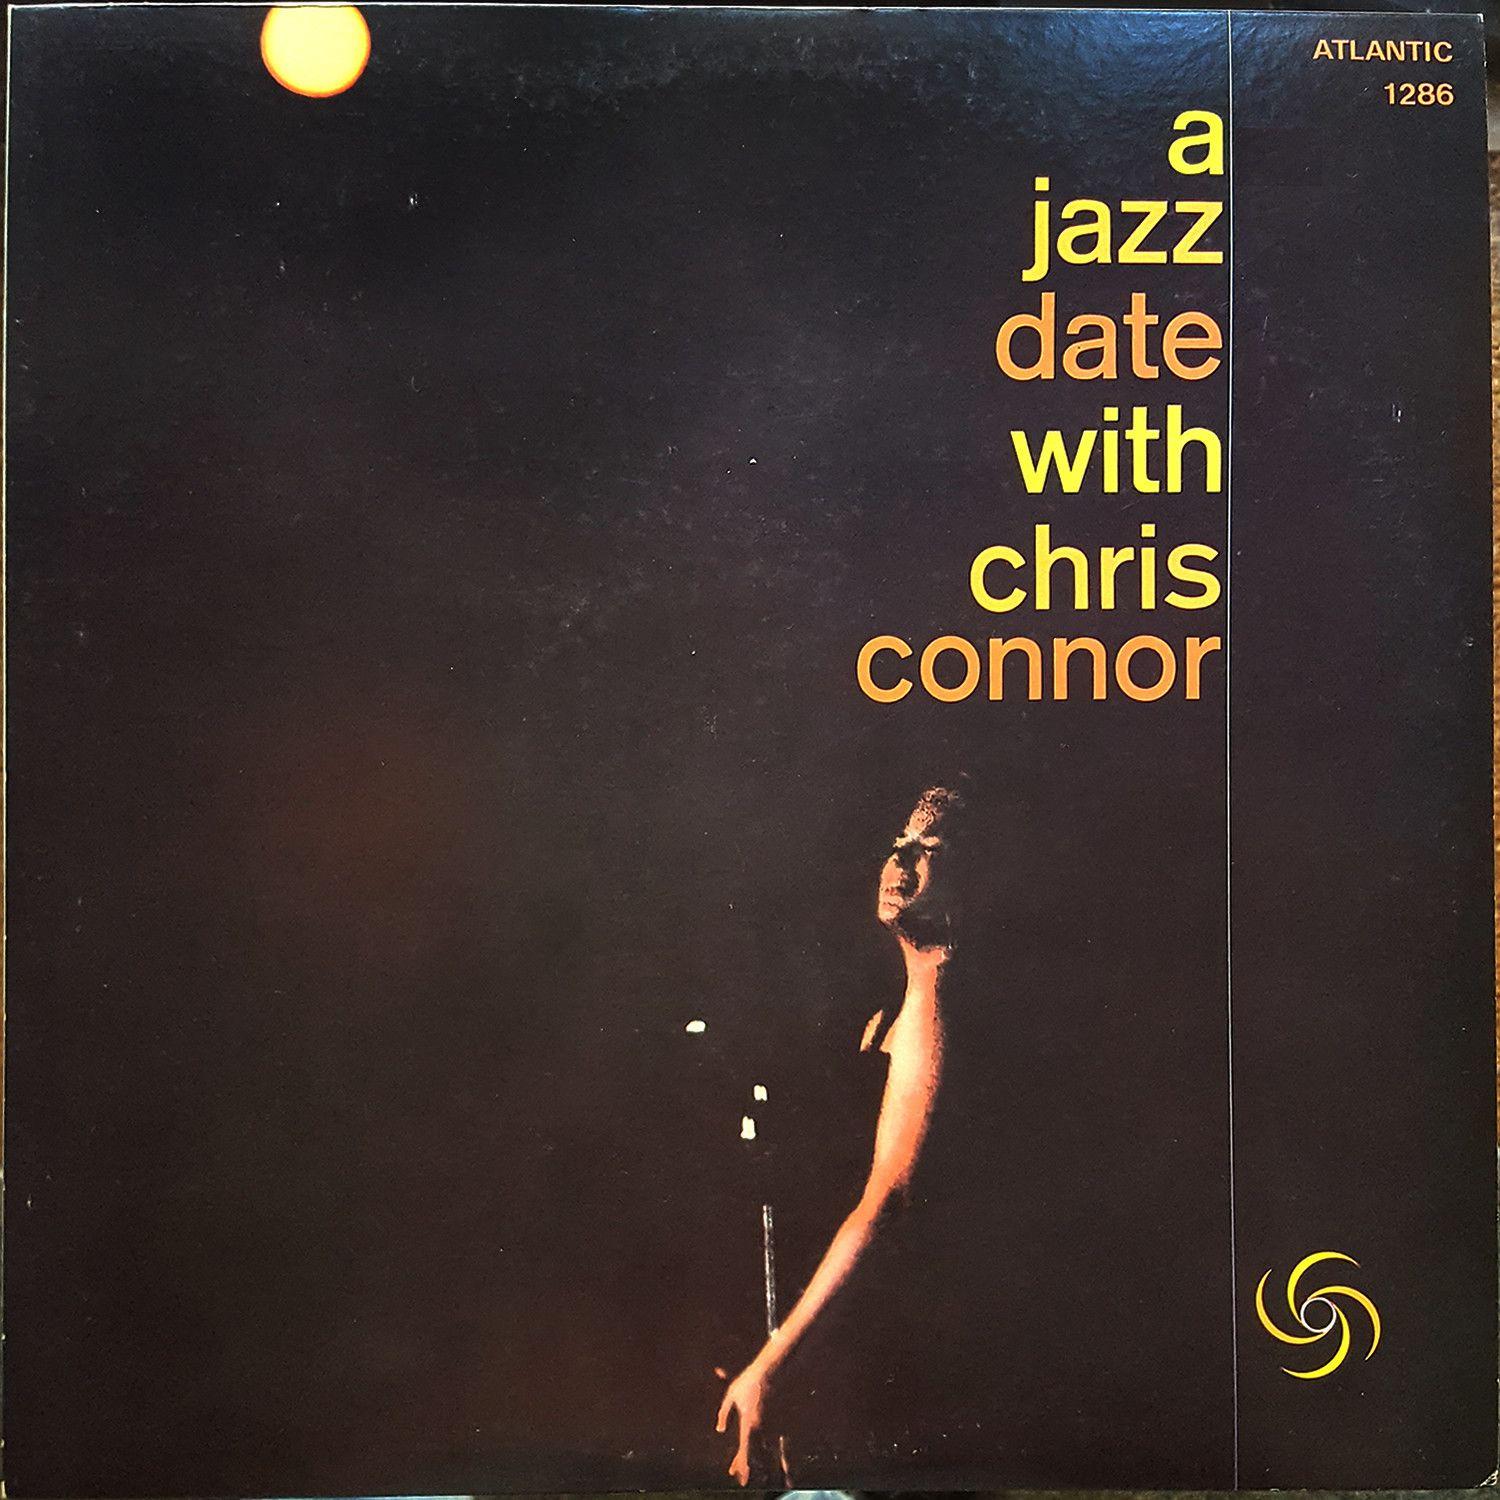 ATLANTIC
1286
a
jazz
date
with
chris
connor